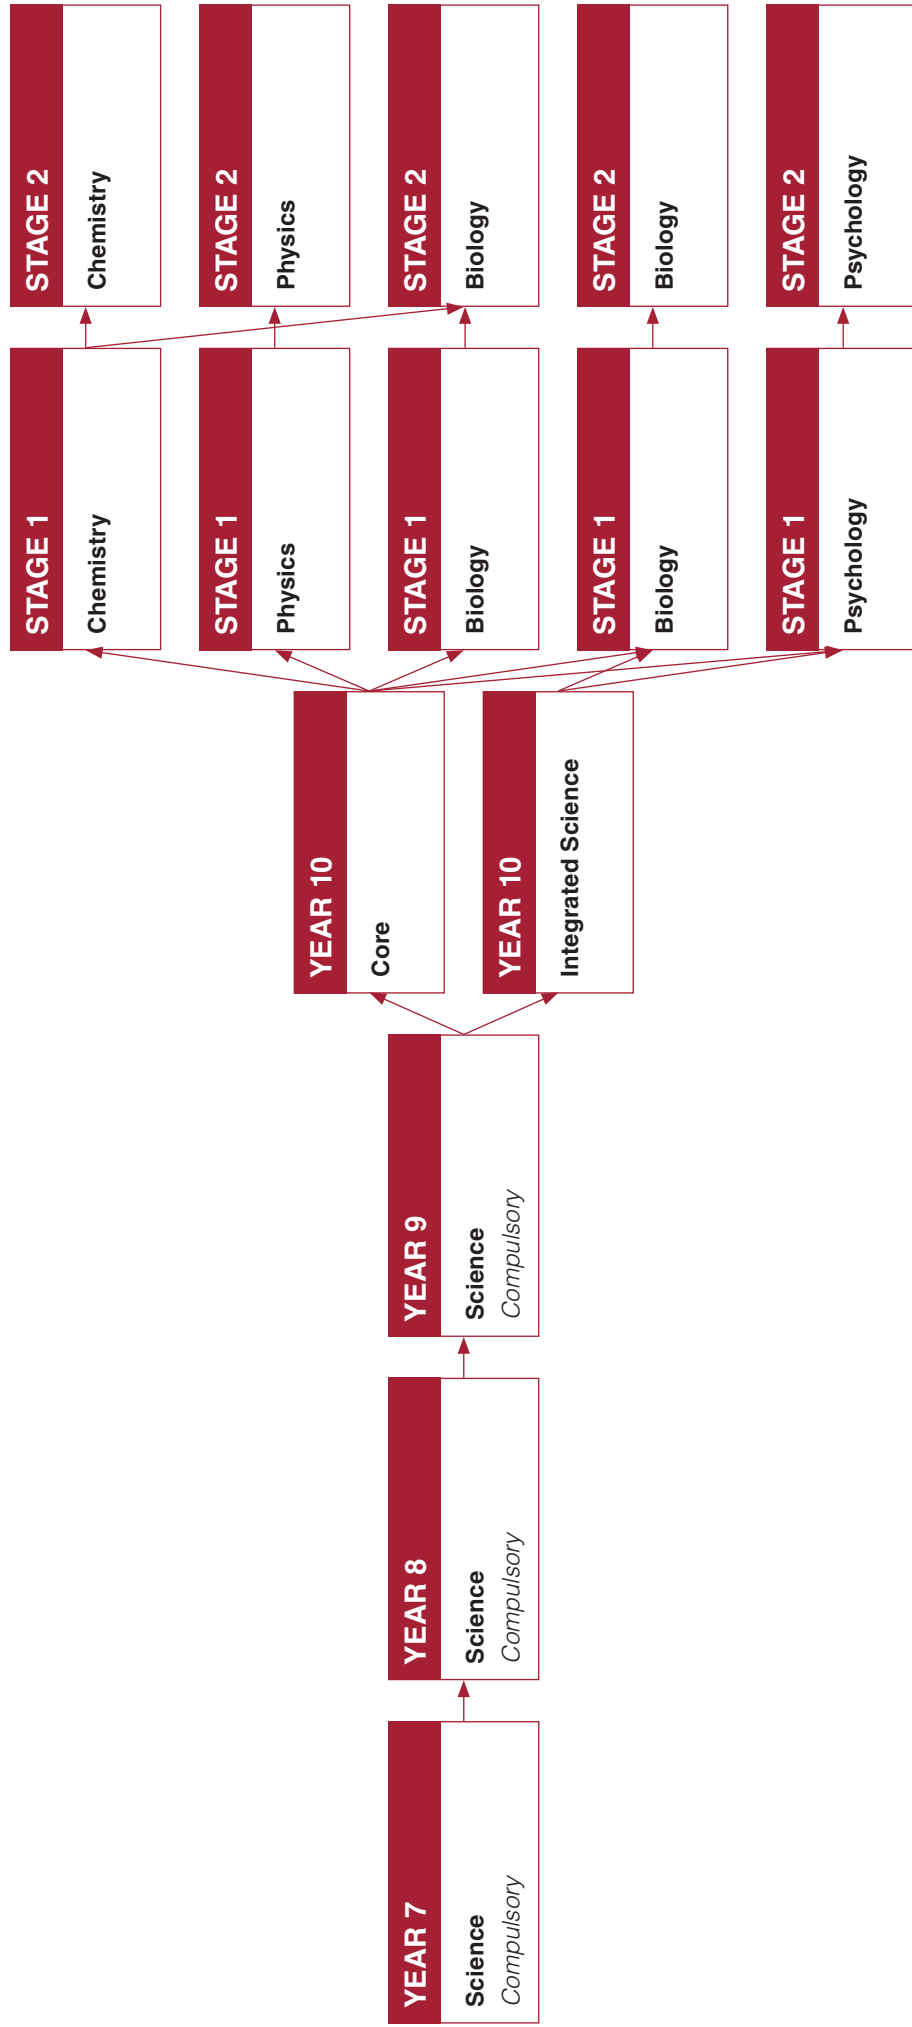 YEAR 7
Science
Compulsory
YEAR 8
Science
Compulsory
YEAR 9
Science
Compulsory
YEAR 10
Core
YEAR 10
Integrated Science
STAGE 1
Chemistry
STAGE 1
Physics
STAGE 1
Biology
STAGE 1
Biology
STAGE 1
Psychology
STAGE 2
Chemistry
STAGE 2
Physics
STAGE 2
Biology
STAGE 2
Biology
STAGE 2
Psychology